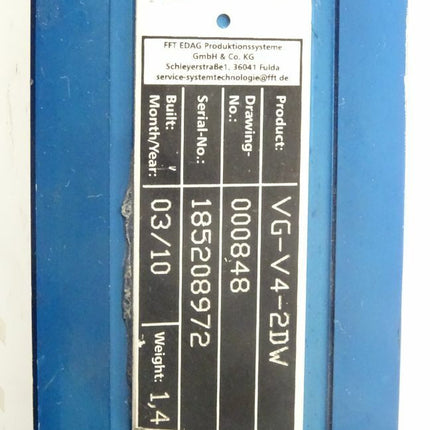 FFT EDAG Produktionssysteme
GmbH & Co. KG
Schleyerstraße1, 36041 Fulda
service-systemtechnologie@fft.de
Product: VG-V4-2DW
Drawing-No.: 000848
Serial-No.: 185208972
Built: Month/Year: 03/10 Weight: 1,4